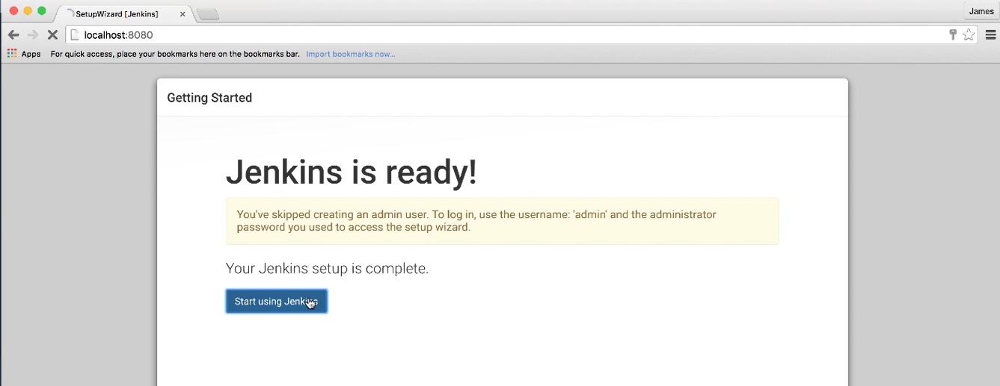 SetupWizard [Jenkins]
James
localhost:8080
Apps For quick access, place your bookmarks here on the bookmarks bar. Import bookmarks now...
Getting Started
Jenkins is ready!
You've skipped creating an admin user. To log in, use the username: 'admin' and the administrator
password you used to access the setup wizard.
Your Jenkins setup is complete.
Start using Jenkins